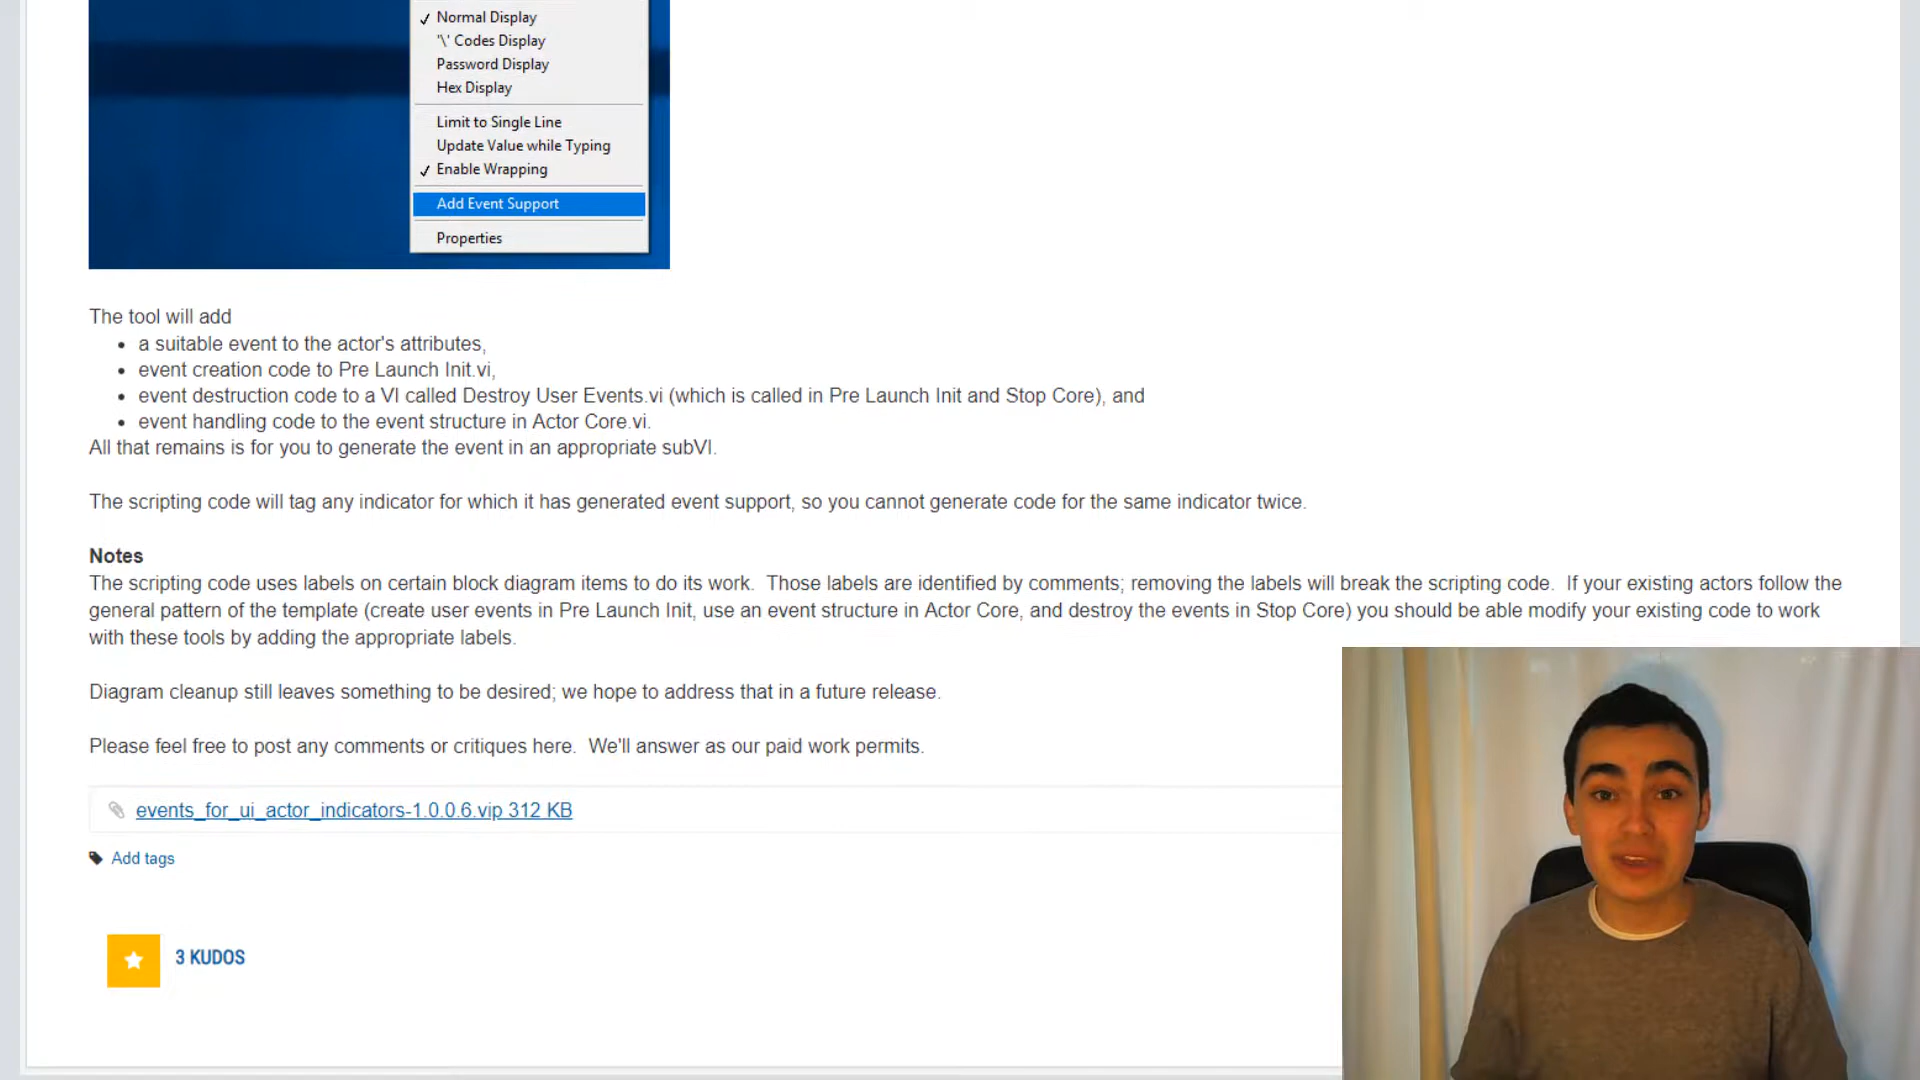 ✓ Normal Display
'\' Codes Display
Password Display
Hex Display
Limit to Single Line
Update Value while Typing
✓ Enable Wrapping
Add Event Support
Properties
The tool will add
• a suitable event to the actor's attributes,
• event creation code to Pre Launch Init.vi,
• event destruction code to a VI called Destroy User Events.vi (which is called in Pre Launch Init and Stop Core), and
• event handling code to the event structure in Actor Core.vi.
All that remains is for you to generate the event in an appropriate subVI.
The scripting code will tag any indicator for which it has generated event support, so you cannot generate code for the same indicator twice.
Notes
The scripting code uses labels on certain block diagram items to do its work.  Those labels are identified by comments; removing the labels will break the scripting code.  If your existing actors follow the
general pattern of the template (create user events in Pre Launch Init, use an event structure in Actor Core, and destroy the events in Stop Core) you should be able modify your existing code to work
with these tools by adding the appropriate labels.
Diagram cleanup still leaves something to be desired; we hope to address that in a future release.
Please feel free to post any comments or critiques here.  We'll answer as our paid work permits.
events_for_ui_actor_indicators-1.0.0.6.vip 312 KB
Add tags
3 KUDOS